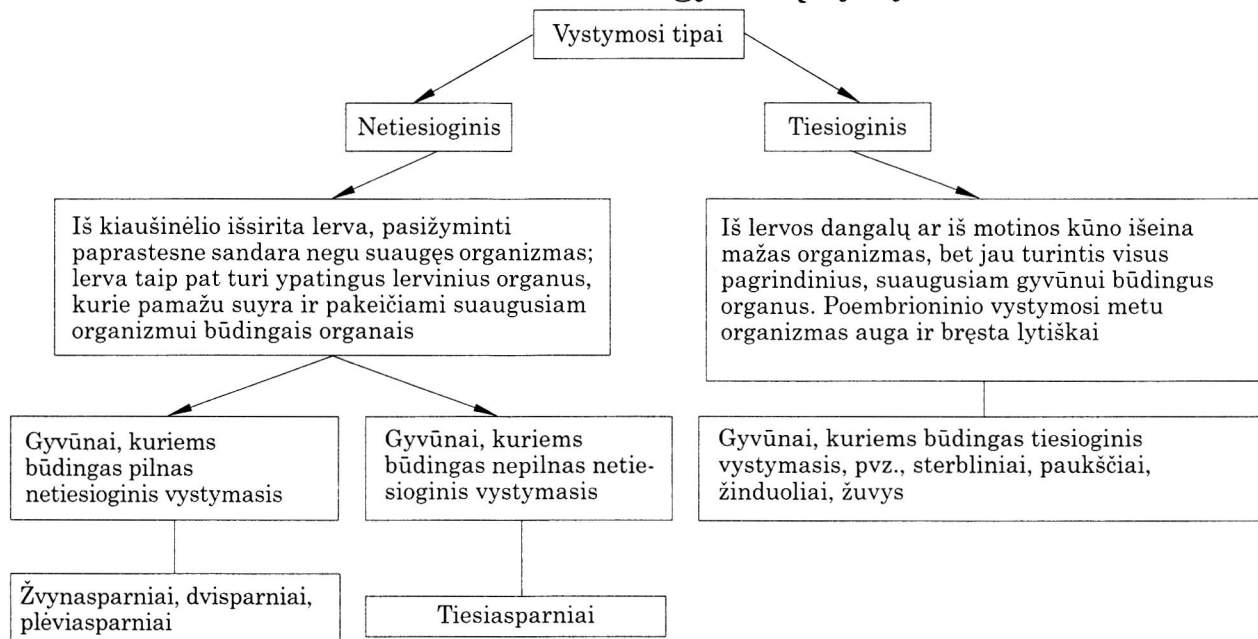 Vystymosi tipai
Netiesioginis
Tiesioginis
Iš kiaušinėlio išsirita lerva, pasižyminti
paprastesne sandara negu suaugęs organizmas;
lerva taip pat turi ypatingus lervinius organus,
kurie pamažu suyra ir pakeičiami suaugusiam
organizmui būdingais organais
Iš lervos dangalų ar iš motinos kūno išeina
mažas organizmas, bet jau turintis visus
pagrindinius, suaugusiam gyvūnui būdingus
organus. Poembrioninio vystymosi metu
organizmas auga ir bręsta lytiškai
Gyvūnai, kuriems
būdingas pilnas
netiesioginis vystymasis
Gyvūnai, kuriems
būdingas nepilnas netie-
sioginis vystymasis
Gyvūnai, kuriems būdingas tiesioginis
vystymasis, pvz., sterbliniai, paukščiai,
žinduoliai, žuvys
Žvynasparniai, dvisparniai,
plėviasparniai
Tiesiasparniai